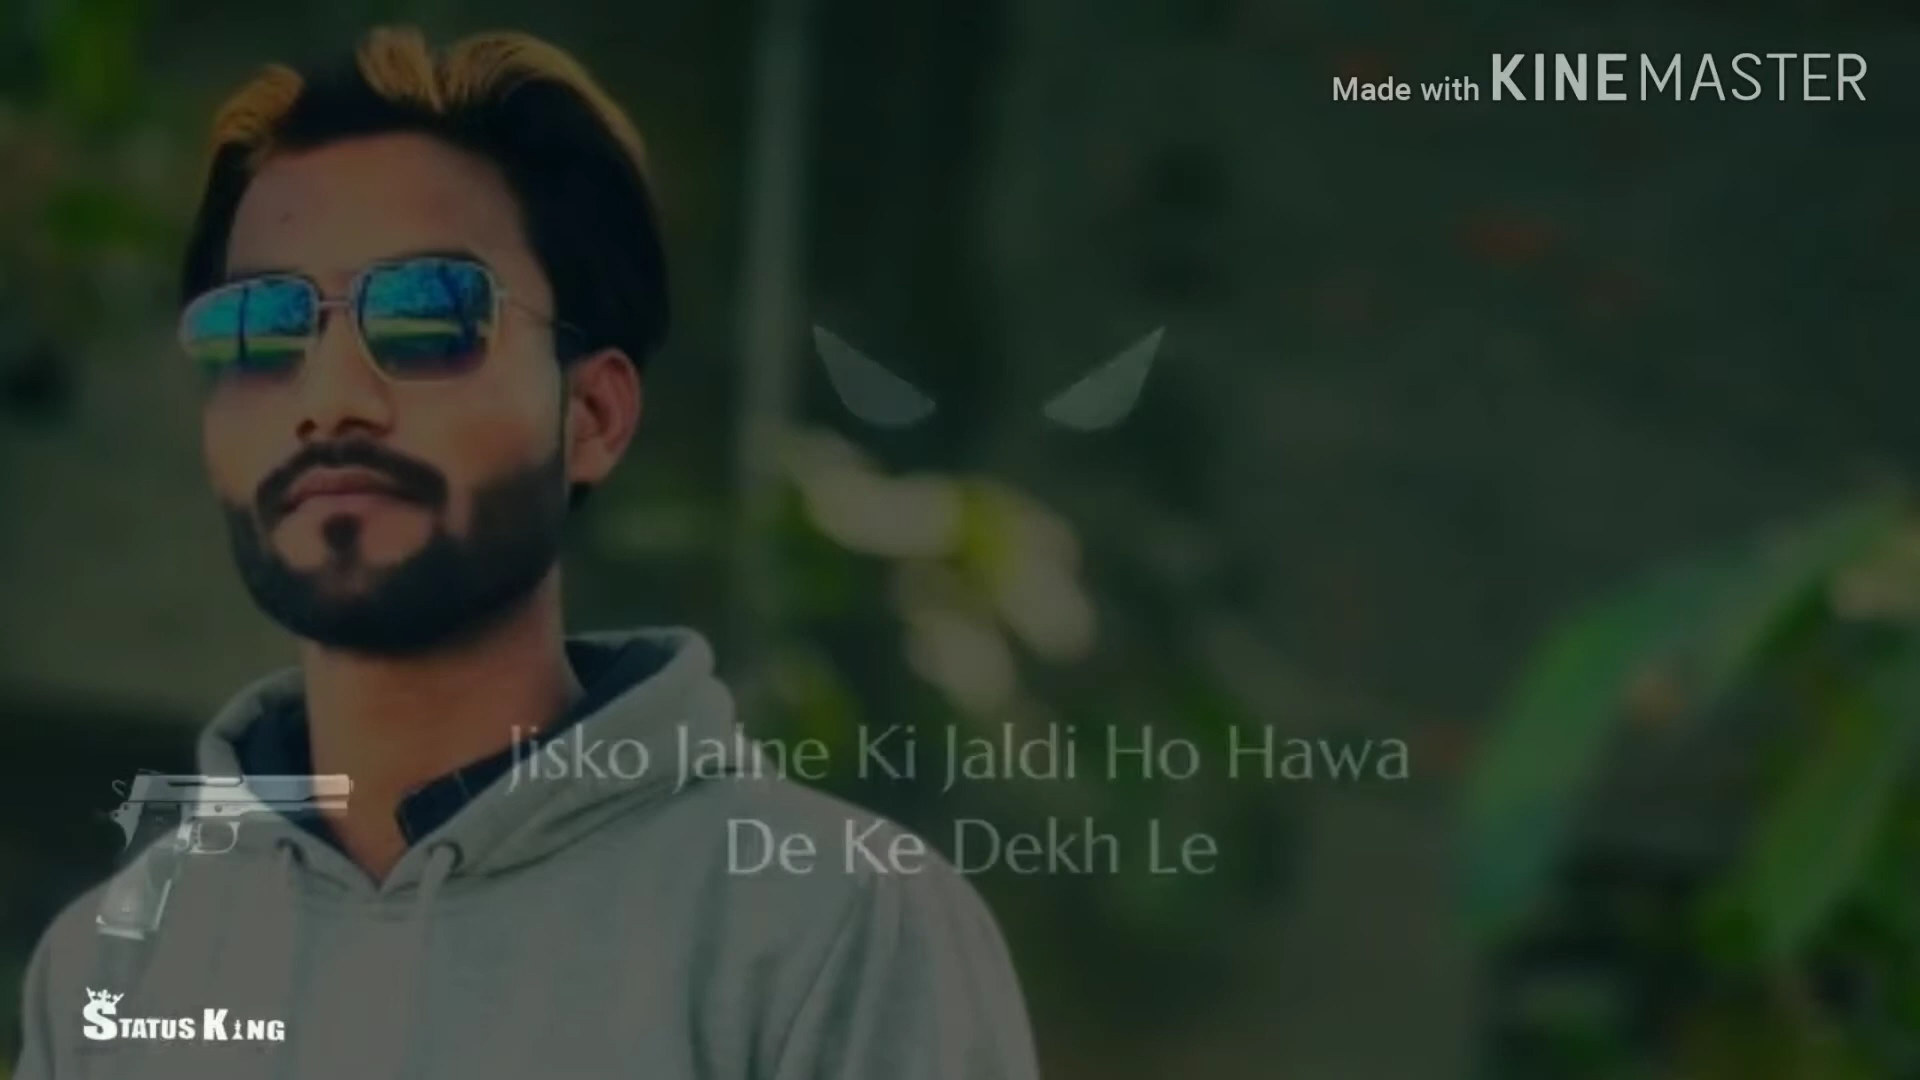 Made with KINEMASTER
Jisko Jalne Ki Jaldi Ho Hawa
De Ke Dekh Le
STATUS KING